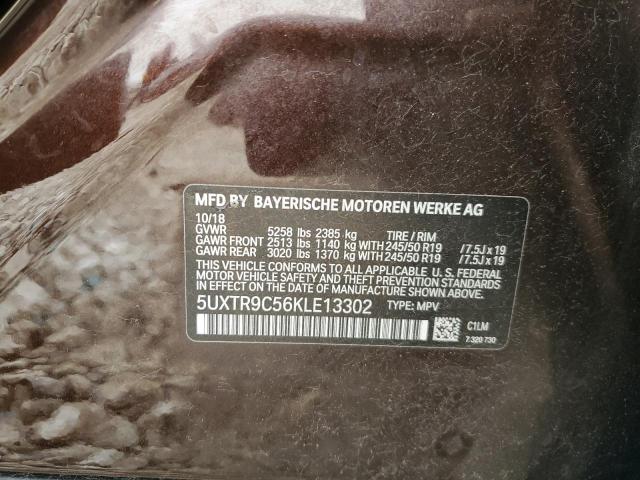 MFD BY BAYERISCHE MOTOREN WERKE AG
10/18
GVWR 5258 lbs 2385 kg TIRE / RIM
GAWR FRONT 2513 lbs 1140 kg WITH 245/50 R19 /7.5J x 19
GAWR REAR 3020 lbs 1370 kg WITH 245/50 R19 /7.5J x 19
THIS VEHICLE CONFORMS TO ALL APPLICABLE U. S. FEDERAL
MOTOR VEHICLE SAFETY AND THEFT PREVENTION STANDARDS
IN EFFECT ON THE DATE OF MANUFACTURE SHOWN ABOVE.
5UXTR9C56KLE13302 TYPE: MPV
C1LM
7 320 730